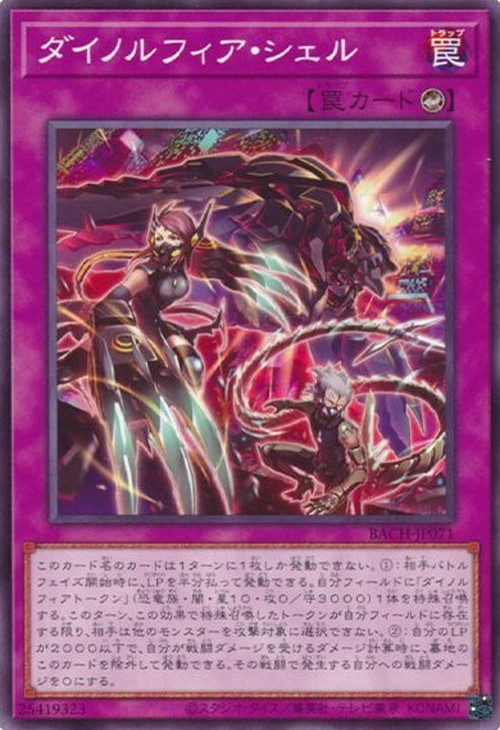 ダイノルフィア・シェル
トラップ
罠
【罠カード】
BACH-JP071
このカード名のカードは1ターンに1枚しか発動できない。①:相手バトル
フェイズ開始時に、LPを半分払って発動できる。自分フィールドに「ダイノル
フィアトークン」(恐竜族・闇・星10・攻0/守3000)1体を特殊召喚
する。このターン、この効果で特殊召喚したトークンが自分フィールドに存在す
る限り、相手は他のモンスターを攻撃対象に選択できない。②:自分のLP
が2000以下で、自分が戦闘ダメージを受けるダメージ計算時に、墓地の
このカードを除外して発動できる。その戦闘で発生する自分への戦闘ダメー
ジを0にする。
25419323
©スタジオ・ダイス/集英社・テレビ東京・KONAMI